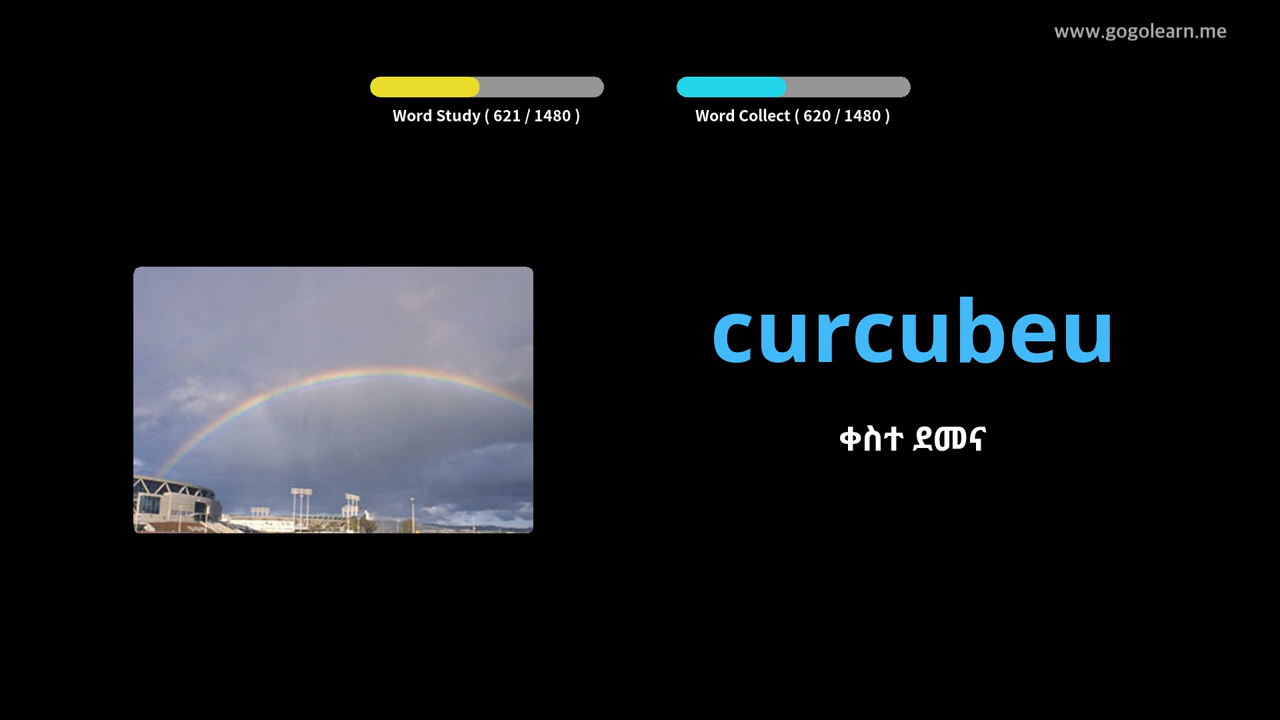 www.gogolearn.me
Word Study ( 621 / 1480 )
Word Collect ( 620 / 1480 )
curcubeu
ቀስተ ደመና